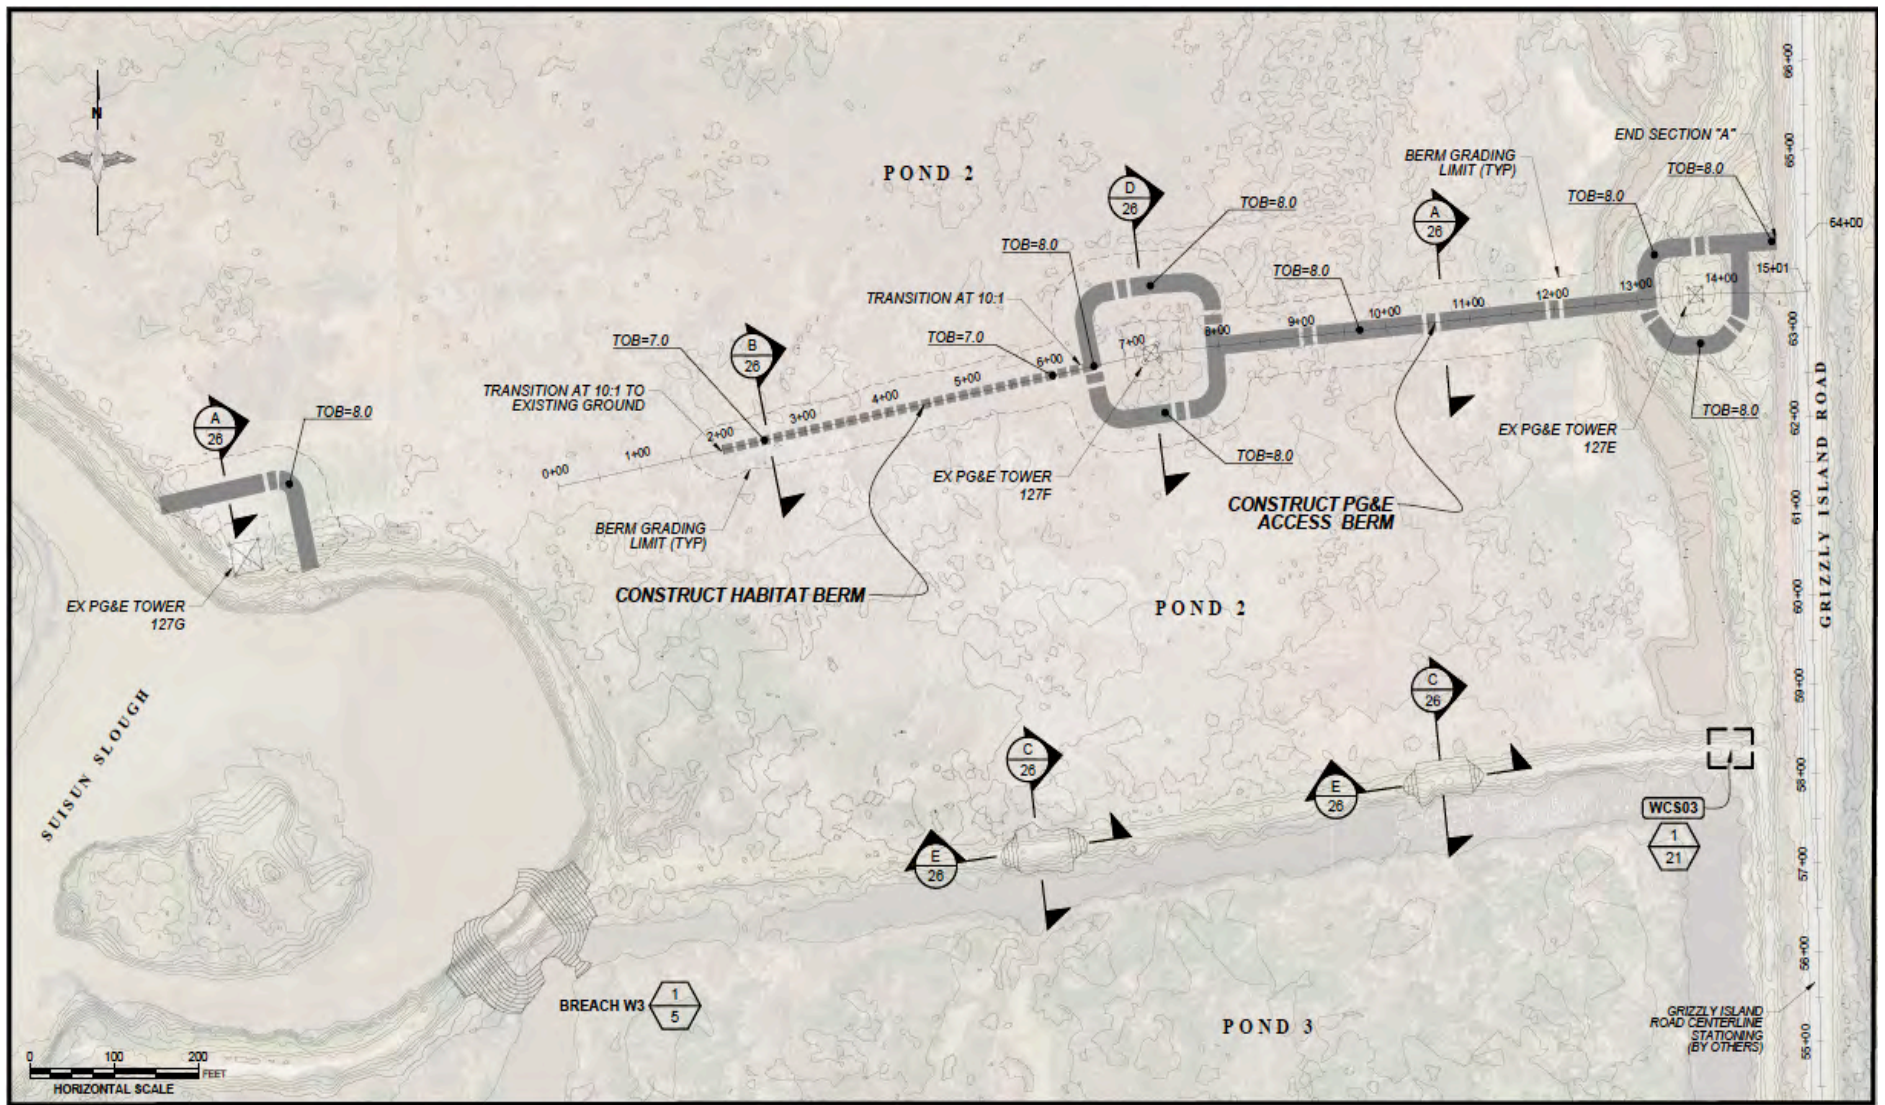 N
POND 2
D
26
TOB=8.0
TOB=8.0
TRANSITION AT 10:1
A
26
BERM GRADING
LIMIT (TYP)
END SECTION "A"
TOB=8.0
TOB=8.0
TOB=8.0
66+00
65+00
64+00
63+00
62+00
61+00
60+00
59+00
58+00
57+00
56+00
55+00
GRIZZLY ISLAND ROAD
0+00
1+00
2+00
3+00
4+00
5+00
6+00
7+00
8+00
9+00
10+00
11+00
12+00
13+00
14+00
15+01
B
26
TOB=7.0
TOB=7.0
TRANSITION AT 10:1 TO
EXISTING GROUND
A
26
TOB=8.0
TOB=8.0
TOB=8.0
EX PG&E TOWER
127F
EX PG&E TOWER
127E
BERM GRADING
LIMIT (TYP)
CONSTRUCT PG&E
ACCESS BERM
CONSTRUCT HABITAT BERM
EX PG&E TOWER
127G
POND 2
SUISUN SLOUGH
C
26
C
26
E
26
E
26
WCS03
1
21
BREACH W3
1
5
POND 3
GRIZZLY ISLAND
ROAD CENTERLINE
STATIONING
(BY OTHERS)
0 100 200
FEET
HORIZONTAL SCALE